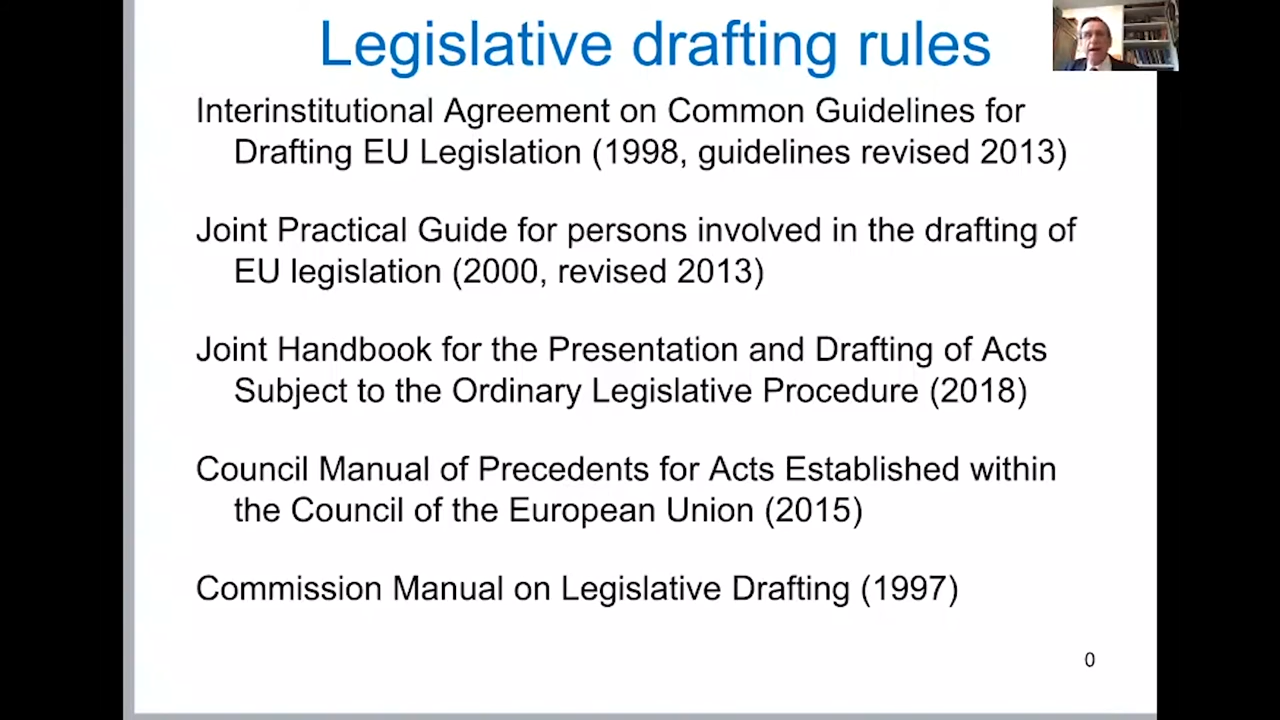 Legislative drafting rules
Interinstitutional Agreement on Common Guidelines for
Drafting EU Legislation (1998, guidelines revised 2013)
Joint Practical Guide for persons involved in the drafting of
EU legislation (2000, revised 2013)
Joint Handbook for the Presentation and Drafting of Acts
Subject to the Ordinary Legislative Procedure (2018)
Council Manual of Precedents for Acts Established within
the Council of the European Union (2015)
Commission Manual on Legislative Drafting (1997)
0